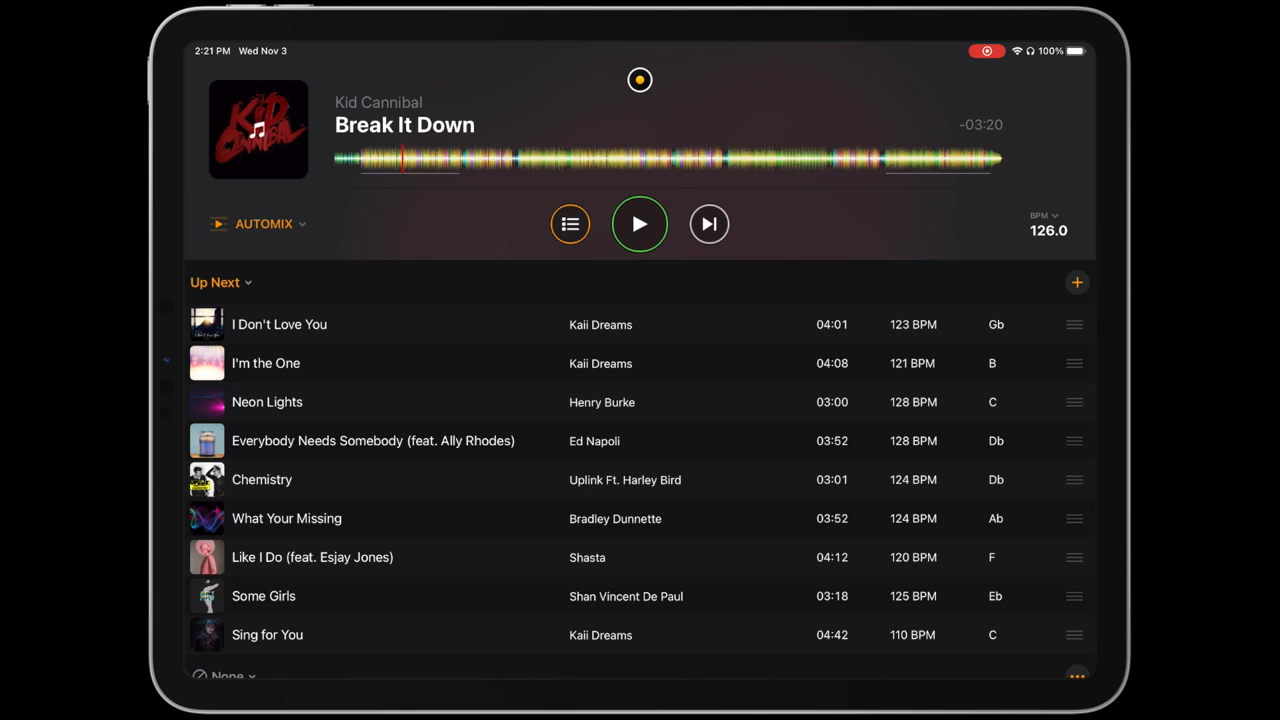 2:21 PM Wed Nov 3 100%
KiD CANNIBAL
Kid Cannibal
Break It Down
-03:20
AUTOMIX
BPM
126.0
Up Next
I Don't Love You Kaii Dreams 04:01 123 BPM Gb
I'm the One Kaii Dreams 04:08 121 BPM B
Neon Lights Henry Burke 03:00 128 BPM C
Everybody Needs Somebody (feat. Ally Rhodes) Ed Napoli 03:52 128 BPM Db
Chemistry Uplink Ft. Harley Bird 03:01 124 BPM Db
What Your Missing Bradley Dunnette 03:52 124 BPM Ab
Like I Do (feat. Esjay Jones) Shasta 04:12 120 BPM F
Some Girls Shan Vincent De Paul 03:18 125 BPM Eb
Sing for You Kaii Dreams 04:42 110 BPM C
None